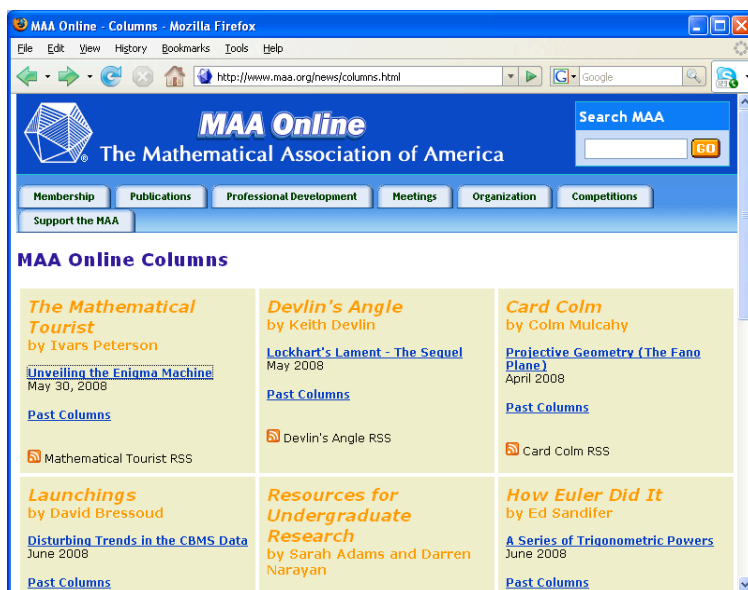 MAA Online - Columns - Mozilla Firefox
File Edit View History Bookmarks Tools Help
http://www.maa.org/news/columns.html
G Google
MAA Online
The Mathematical Association of America
Search MAA
GO
Membership Publications Professional Development Meetings Organization Competitions
Support the MAA
MAA Online Columns
The Mathematical
Tourist
by Ivars Peterson
Unveiling the Enigma Machine
May 30, 2008
Past Columns
Mathematical Tourist RSS
Devlin's Angle
by Keith Devlin
Lockhart's Lament - The Sequel
May 2008
Past Columns
Devlin's Angle RSS
Card Colm
by Colm Mulcahy
Projective Geometry (The Fano
Plane)
April 2008
Past Columns
Card Colm RSS
Launchings
by David Bressoud
Disturbing Trends in the CBMS Data
June 2008
Past Columns
Resources for
Undergraduate
Research
by Sarah Adams and Darren
Narayan
How Euler Did It
by Ed Sandifer
A Series of Trigonometric Powers
June 2008
Past Columns